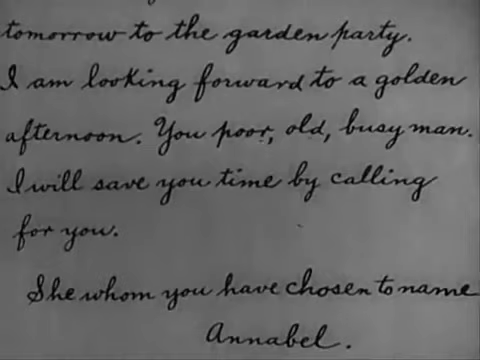 tomorrow to the garden party.
I am looking forward to a golden
afternoon. You poor, old, busy man.
I will save you time by calling
for you.
She whom you have chosen to name
Annabel.